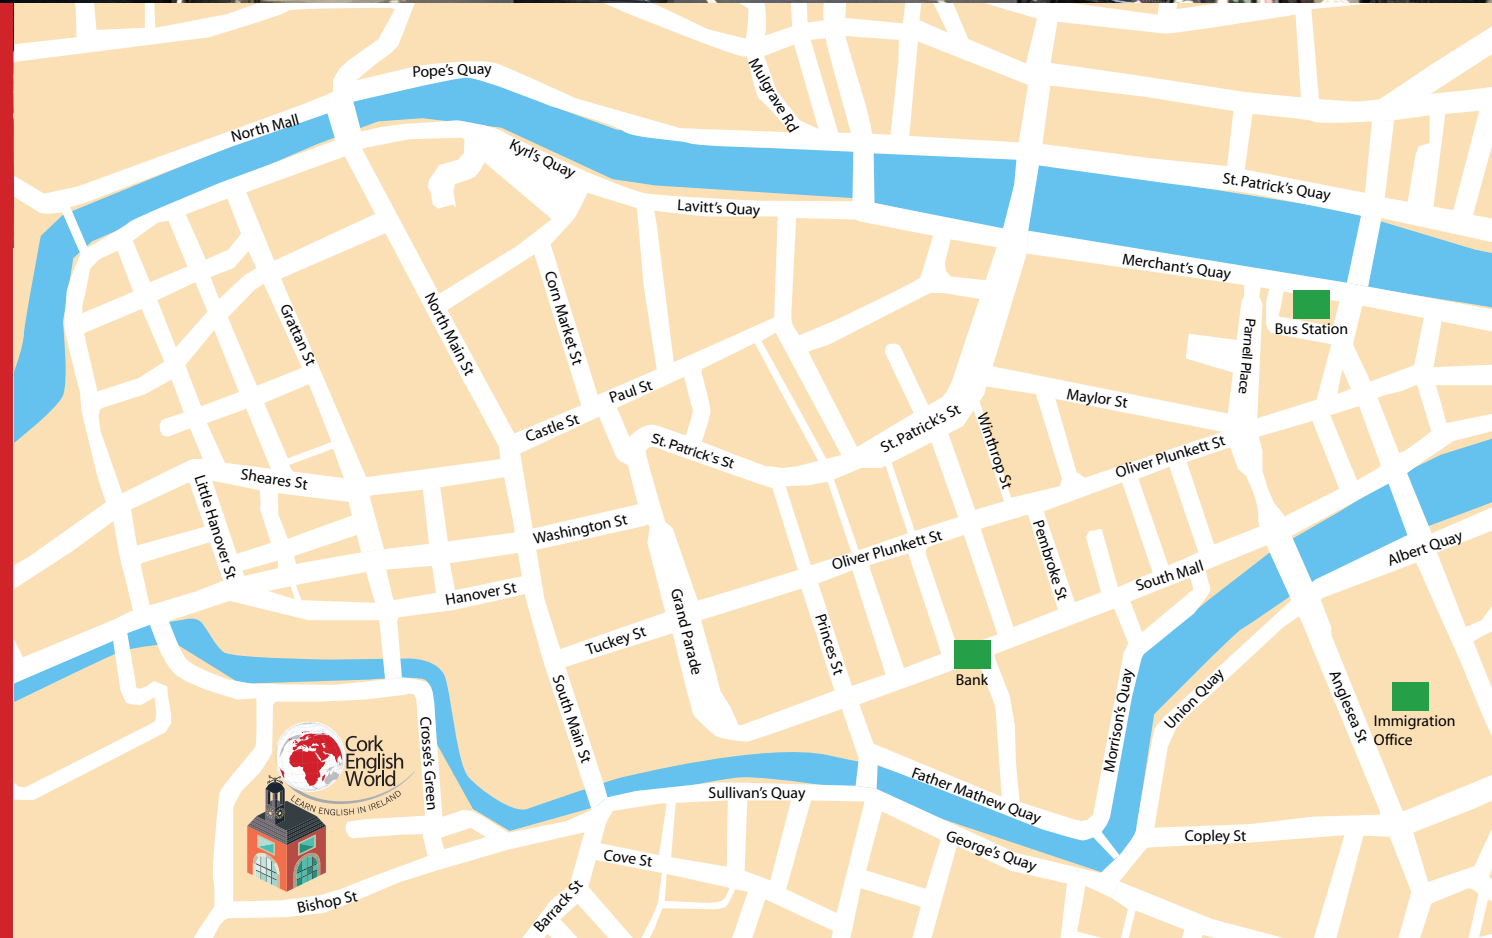 Pope's Quay
North Mall
Mulgrave Rd
Kyrl's Quay
Lavitt's Quay
St. Patrick's Quay
Merchant's Quay
Bus Station
Parnell Place
Grattan St
North Main St
Corn Market St
Paul St
Castle St
Maylor St
St. Patrick's St
St. Patrick's St
Winthrop St
Oliver Plunkett St
Sheares St
Little Hanover St
Washington St
Oliver Plunkett St
Pembroke St
South Mall
Albert Quay
Hanover St
Tuckey St
Grand Parade
Princes St
Bank
South Main St
Morrison's Quay
Union Quay
Anglesea St
Immigration
Office
Crosse's Green
Cork
English
World
LEARN ENGLISH IN IRELAND
Sullivan's Quay
Father Mathew Quay
George's Quay
Copley St
Cove St
Barrack St
Bishop St